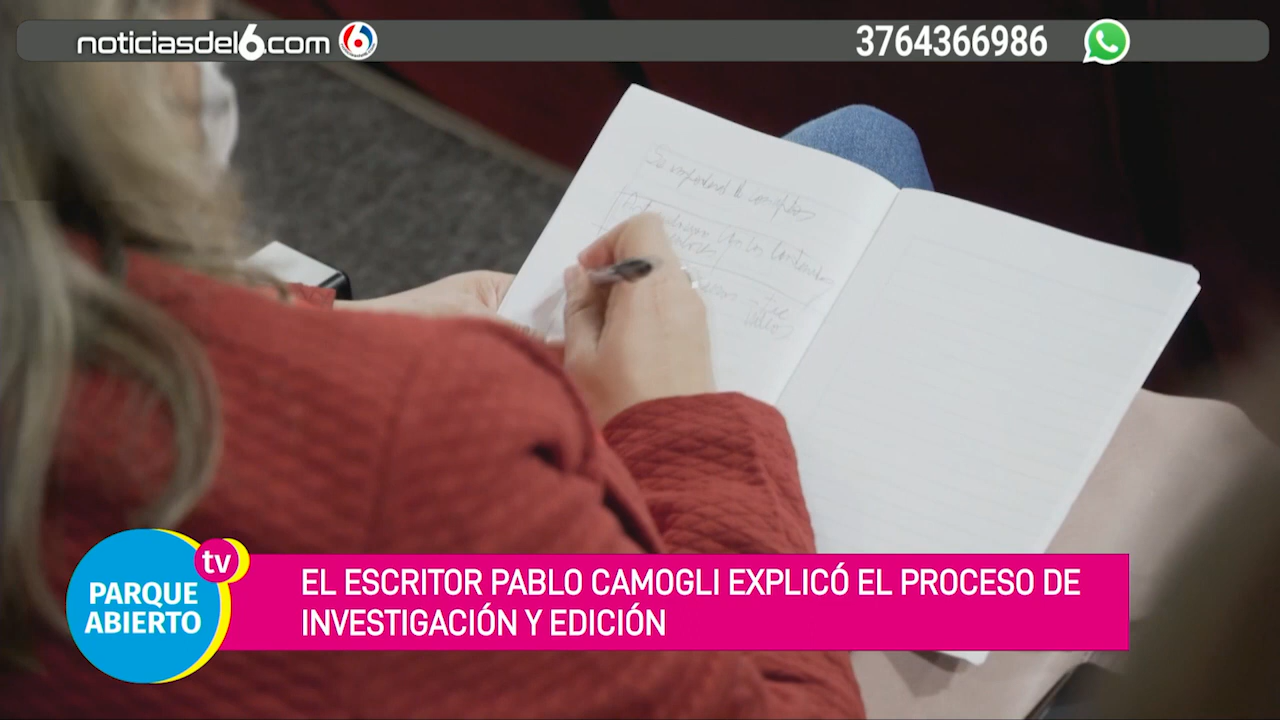 noticiasdel6.com
3764366986
tv
PARQUE
ABIERTO
EL ESCRITOR PABLO CAMOGLI EXPLICÓ EL PROCESO DE
INVESTIGACIÓN Y EDICIÓN